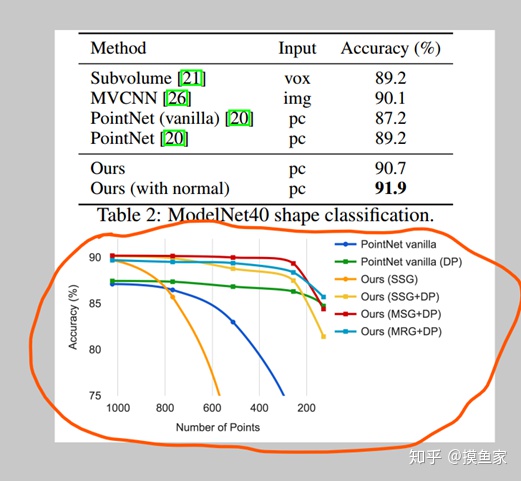 Method Input Accuracy (%)
Subvolume [21] vox 89.2
MVCNN [26] img 90.1
PointNet (vanilla) [20] pc 87.2
PointNet [20] pc 89.2
Ours pc 90.7
Ours (with normal) pc 91.9
Table 2: ModelNet40 shape classification.
90
85
80
75
Accuracy (%)
1000 800 600 400 200
Number of Points
PointNet vanilla
PointNet vanilla (DP)
Ours (SSG)
Ours (SSG+DP)
Ours (MSG+DP)
Ours (MRG+DP)
知乎 @摸鱼家